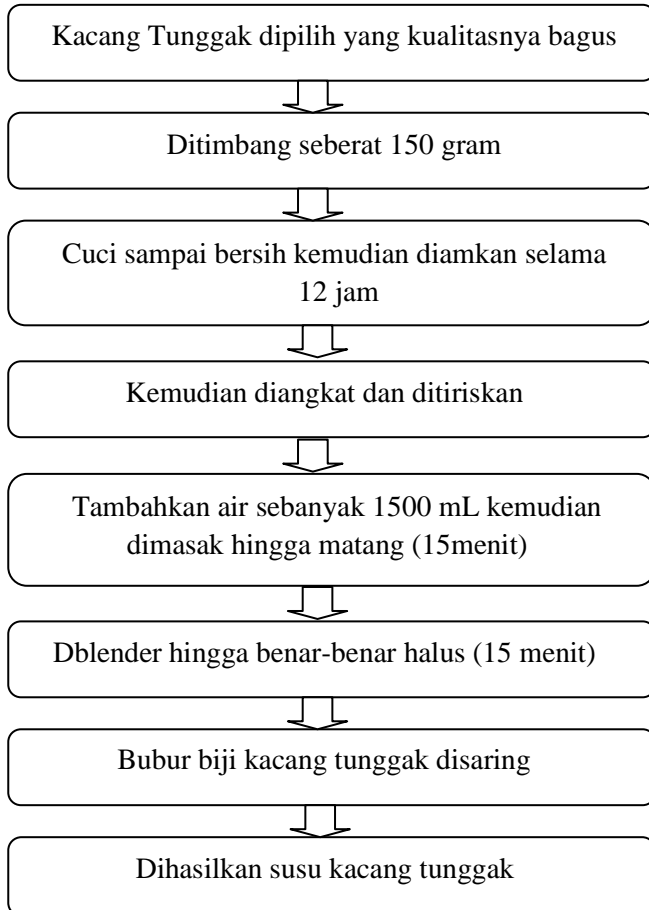 Kacang Tunggak dipilih yang kualitasnya bagus
Ditimbang seberat 150 gram
Cuci sampai bersih kemudian diamkan selama
12 jam
Kemudian diangkat dan ditiriskan
Tambahkan air sebanyak 1500 mL kemudian
dimasak hingga matang (15menit)
Dblender hingga benar-benar halus (15 menit)
Bubur biji kacang tunggak disaring
Dihasilkan susu kacang tunggak